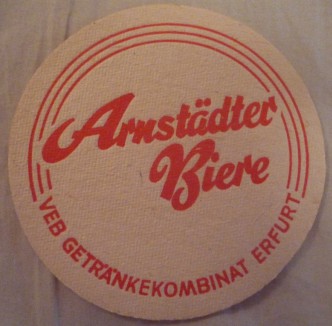 Arnstädter
Biere
VEB GETRÄNKEKOMBINAT ERFURT